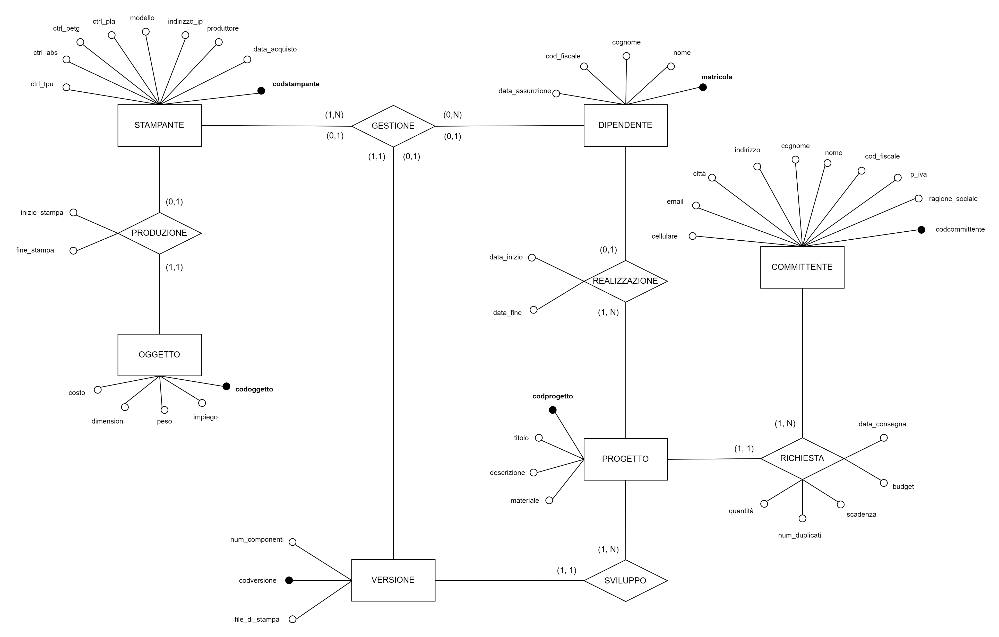 modello
ctrl_pla
indirizzo_ip
ctrl_petg
produttore
ctrl_abs
data_acquisto
ctrl_tpu
codstampante
STAMPANTE
cognome
nome
cod_fiscale
matricola
data_assunzione
DIPENDENTE
(1,N)
(0,N)
GESTIONE
(0,1)
(0,1)
(1,1)
(0,1)
cognome
indirizzo
nome
cod_fiscale
città
p_iva
email
ragione_sociale
cellulare
codcommittente
COMMITTENTE
(0,1)
inizio_stampa
PRODUZIONE
fine_stampa
(1,1)
(0,1)
data_inizio
REALIZZAZIONE
data_fine
(1, N)
OGGETTO
costo
codoggetto
dimensioni
peso
impiego
codprogetto
titolo
descrizione
materiale
PROGETTO
(1, N)
(1, 1)
RICHIESTA
data_consegna
budget
quantità
scadenza
num_duplicati
num_componenti
codversione
file_di_stampa
VERSIONE
(1, N)
(1, 1)
SVILUPPO